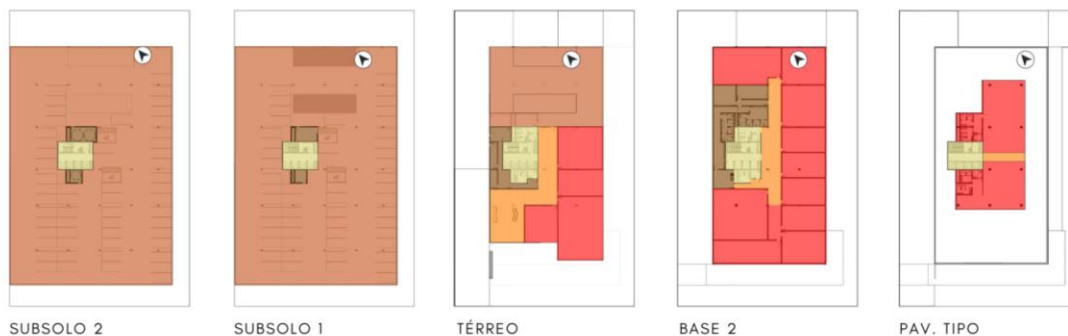 SUBSOLO 2
SUBSOLO 1
TÉRREO
BASE 2
PAV. TIPO